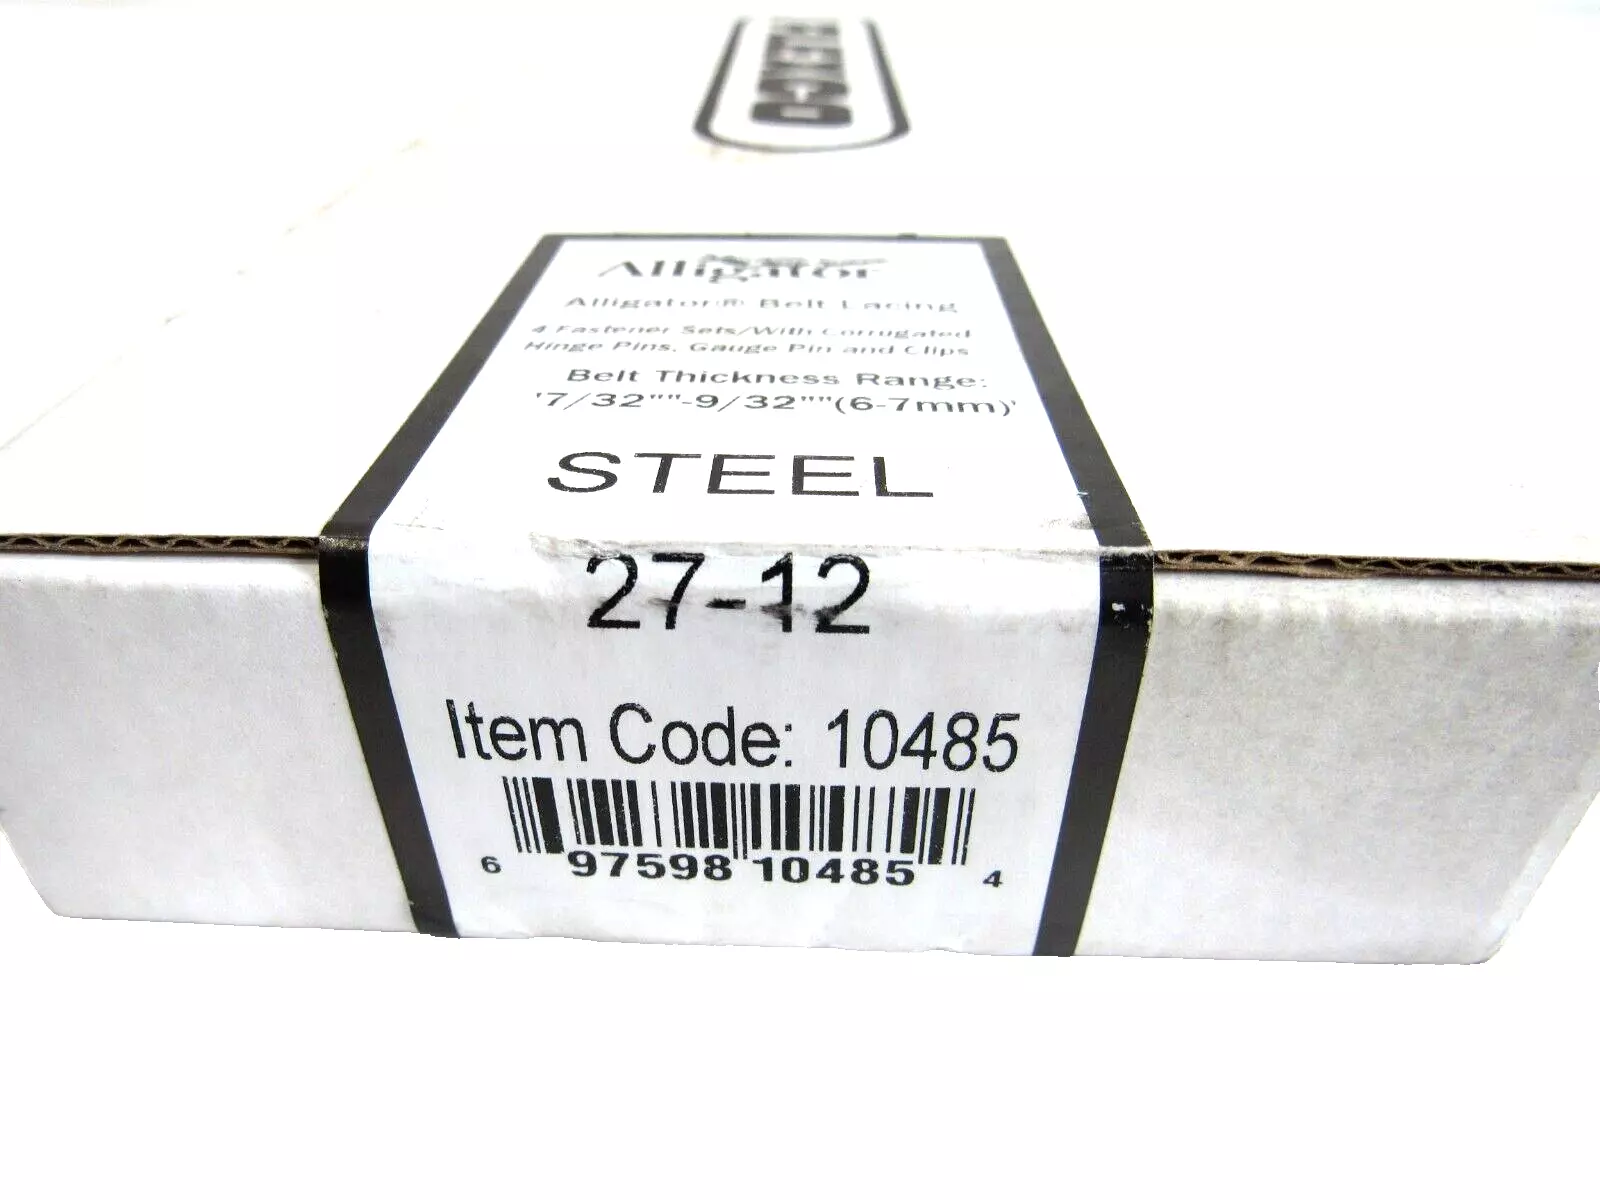 Alligator
Alligator® Belt Lacing
4 Fastener Sets/With Corrugated
Hinge Pins, Gauge Pin and Clips
Belt Thickness Range:
'7/32""-9/32""(6-7mm)'
STEEL
27-12
Item Code: 10485
6 97598 10485 4